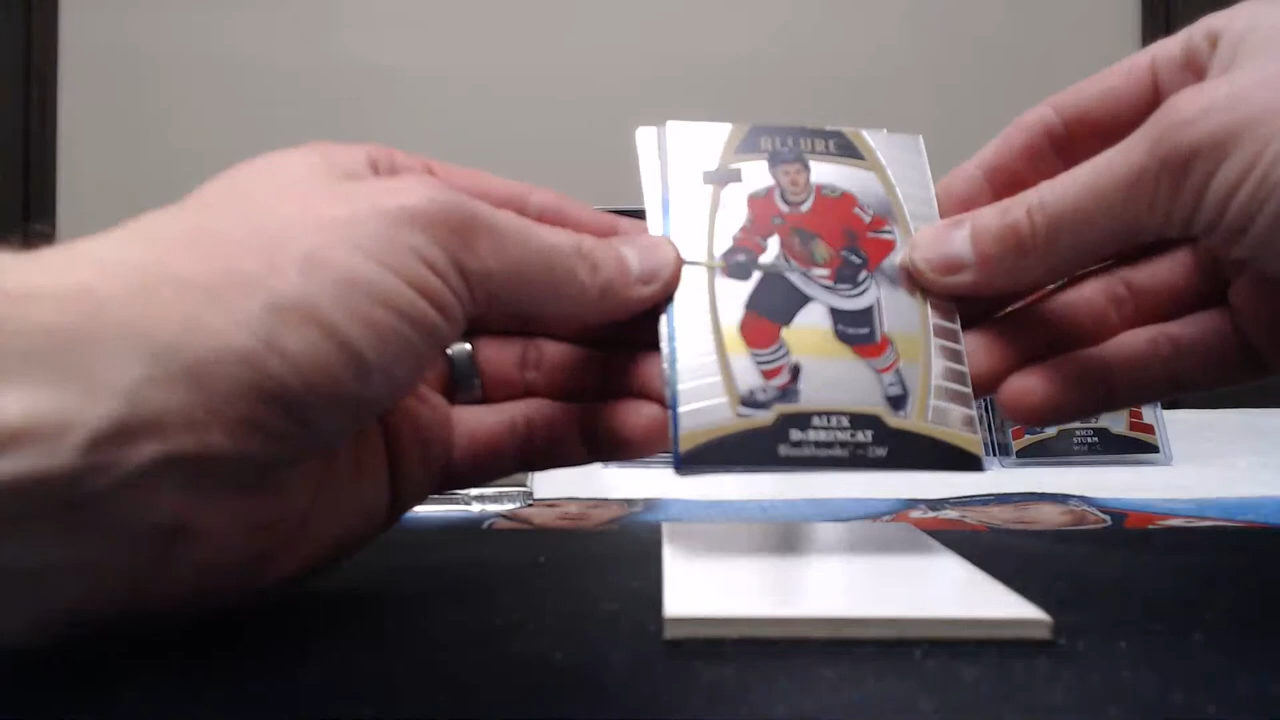 ALLURE
ALEX
DeBRINCAT
Blackhawks - LW
NICO
STURM